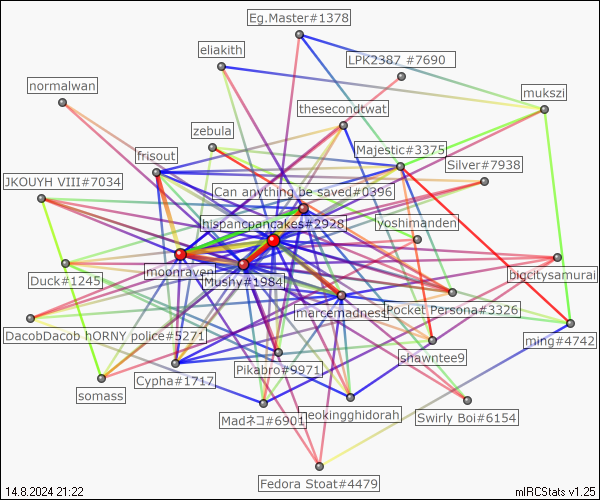 Eg.Master#1378
eliakith
LPK2387 #7690
normalwan
mukszi
thesecondtwat
zebula
Majestic#3375
frisout
Silver#7938
JKOUYH VIII#7034
Can anything be saved#0396
hispanopancakes#2928
yoshimanden
moonraven
bigcitysamurai
Duck#1245
Mushy#1984
marcemadness
Pocket Persona#3326
DacobDacob hORNY police#5271
ming#4742
shawntee9
Pikabro#9971
Cypha#1717
somass
Madネコ#6901
neokingghidorah
Swirly Boi#6154
Fedora Stoat#4479
14.8.2024 21:22
mIRCStats v1.25